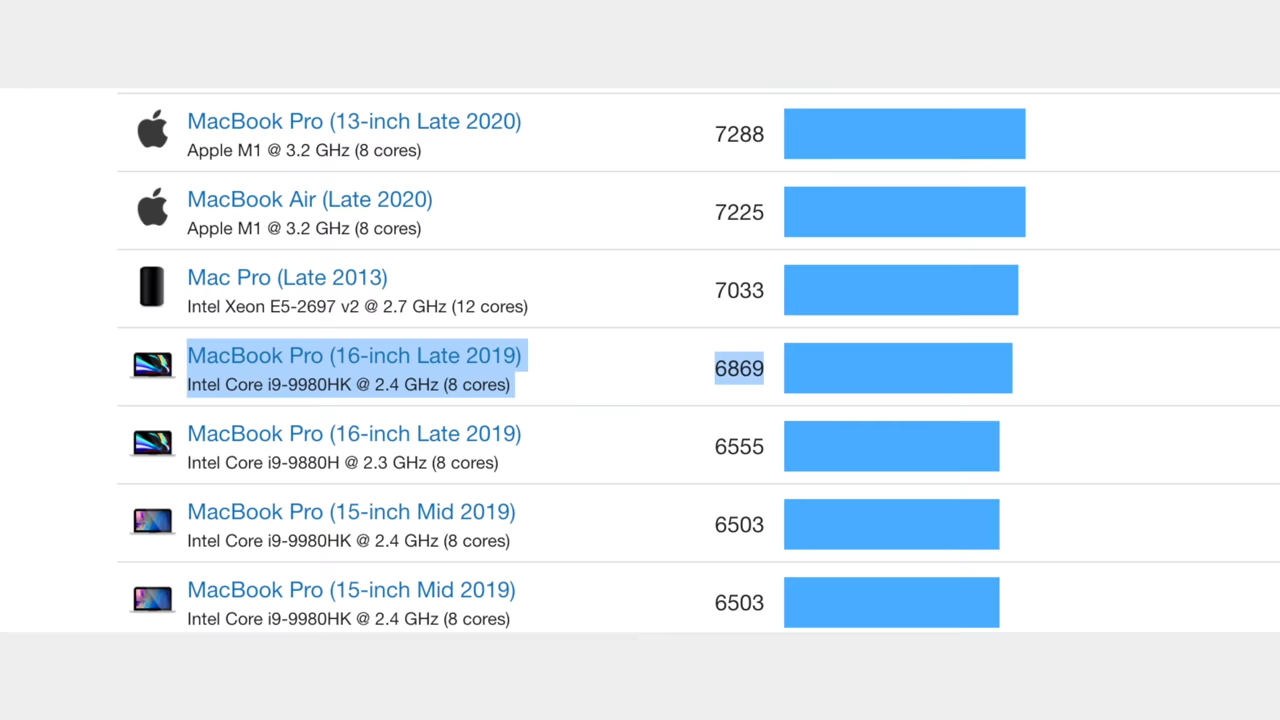 MacBook Pro (13-inch Late 2020)
Apple M1 @ 3.2 GHz (8 cores)
7288
MacBook Air (Late 2020)
Apple M1 @ 3.2 GHz (8 cores)
7225
Mac Pro (Late 2013)
Intel Xeon E5-2697 v2 @ 2.7 GHz (12 cores)
7033
MacBook Pro (16-inch Late 2019)
Intel Core i9-9980HK @ 2.4 GHz (8 cores)
6869
MacBook Pro (16-inch Late 2019)
Intel Core i9-9880H @ 2.3 GHz (8 cores)
6555
MacBook Pro (15-inch Mid 2019)
Intel Core i9-9980HK @ 2.4 GHz (8 cores)
6503
MacBook Pro (15-inch Mid 2019)
Intel Core i9-9980HK @ 2.4 GHz (8 cores)
6503